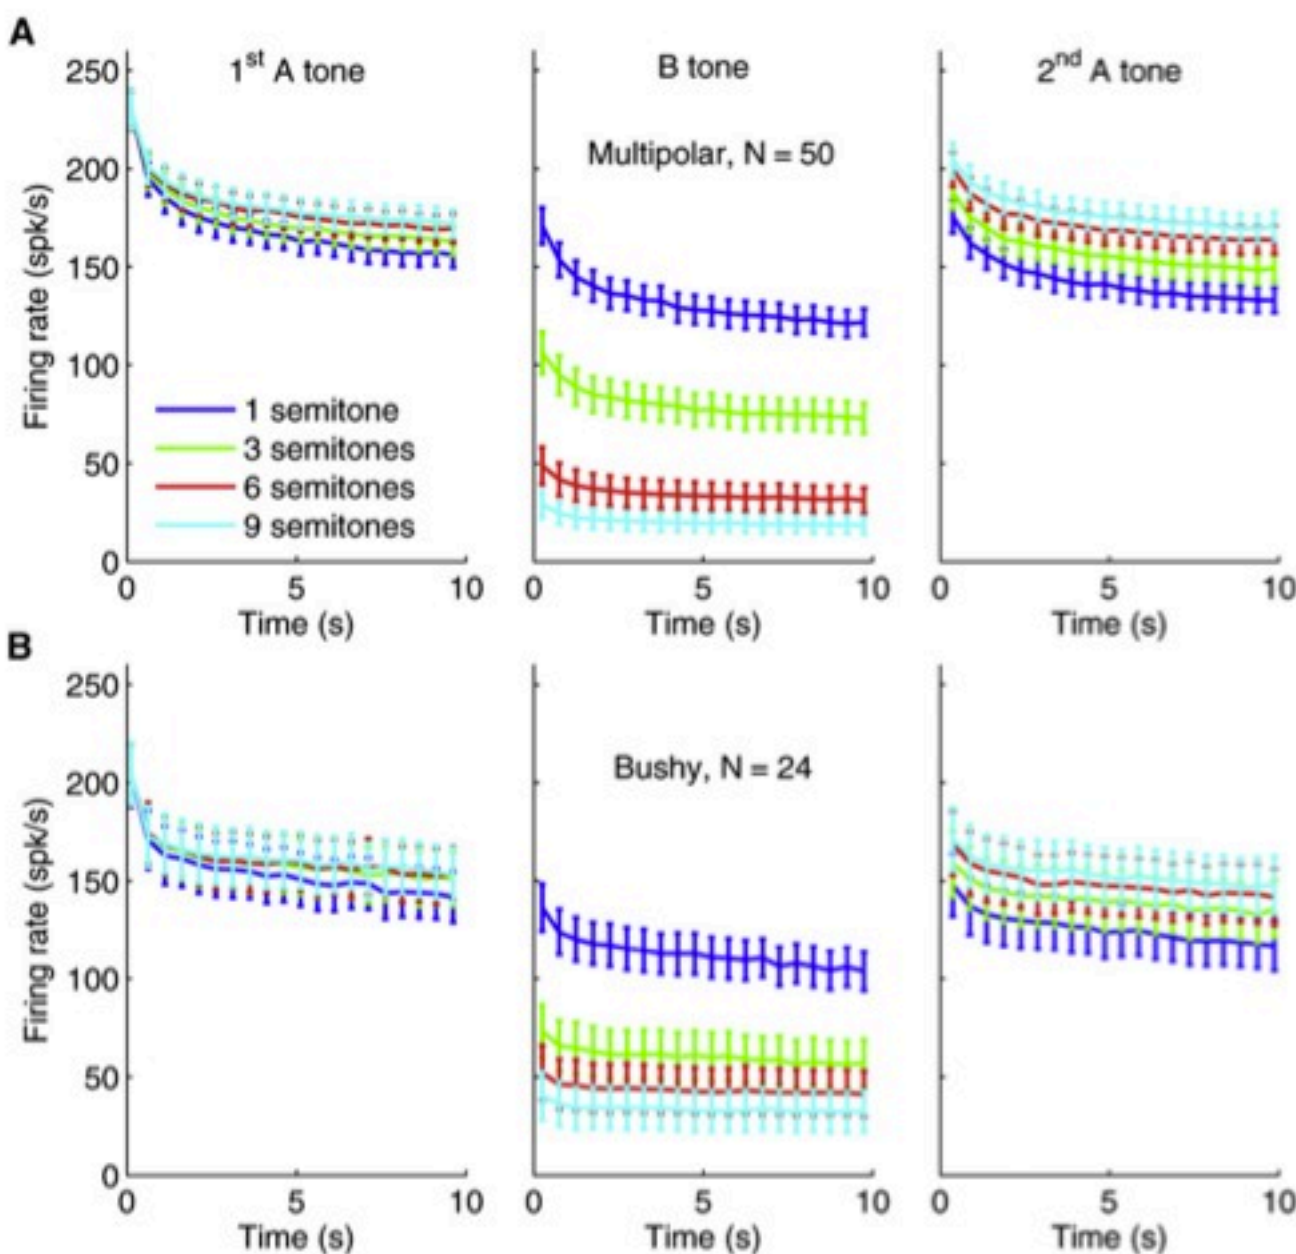 A
1st A tone
B tone
2nd A tone
Multipolar, N = 50
Firing rate (spk/s)
250
200
150
100
50
0
1 semitone
3 semitones
6 semitones
9 semitones
0 5 10
0 5 10
0 5 10
Time (s)
Time (s)
Time (s)
B
Bushy, N = 24
Firing rate (spk/s)
250
200
150
100
50
0
0 5 10
0 5 10
0 5 10
Time (s)
Time (s)
Time (s)